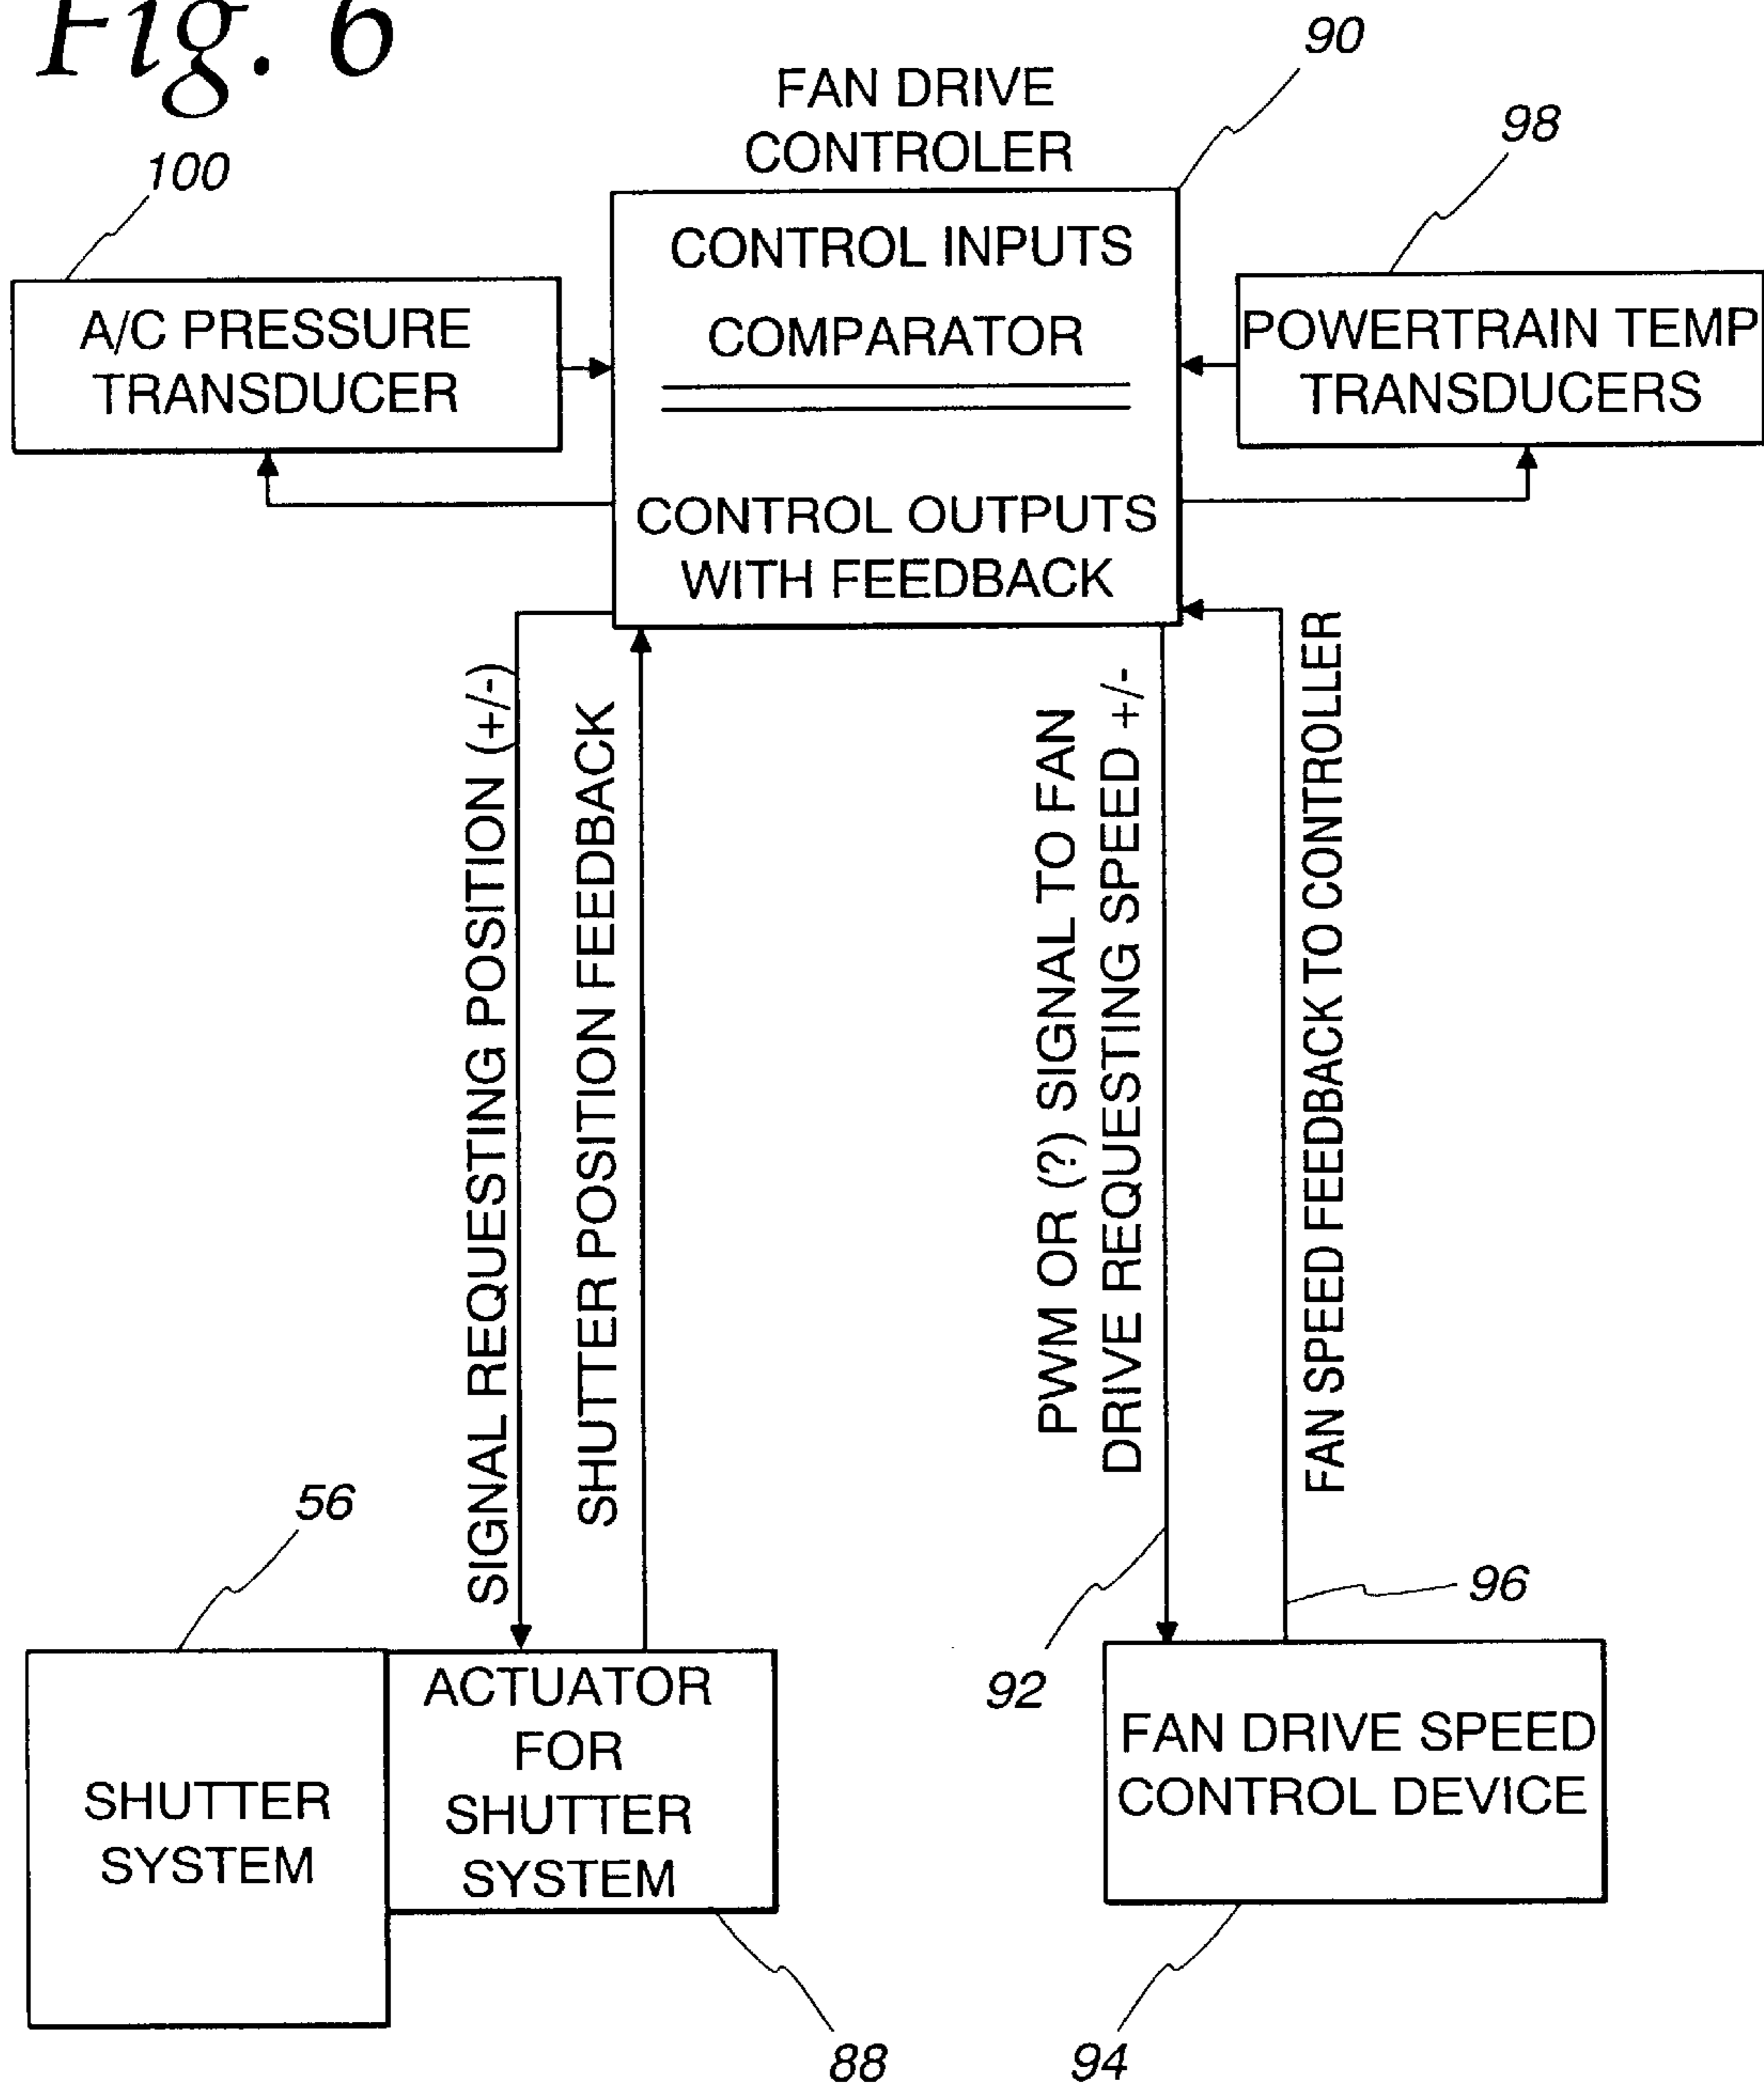 Fig. 6
90
FAN DRIVE
CONTROLER
98
100
CONTROL INPUTS
COMPARATOR
A/C PRESSURE
TRANSDUCER
POWERTRAIN TEMP
TRANSDUCERS
CONTROL OUTPUTS
WITH FEEDBACK
SIGNAL REQUESTING POSITION (+/-)
SHUTTER POSITION FEEDBACK
PWM OR (?) SIGNAL TO FAN
DRIVE REQUESTING SPEED +/-
FAN SPEED FEEDBACK TO CONTROLLER
56
96
92
SHUTTER
SYSTEM
ACTUATOR
FOR
SHUTTER
SYSTEM
FAN DRIVE SPEED
CONTROL DEVICE
88
94